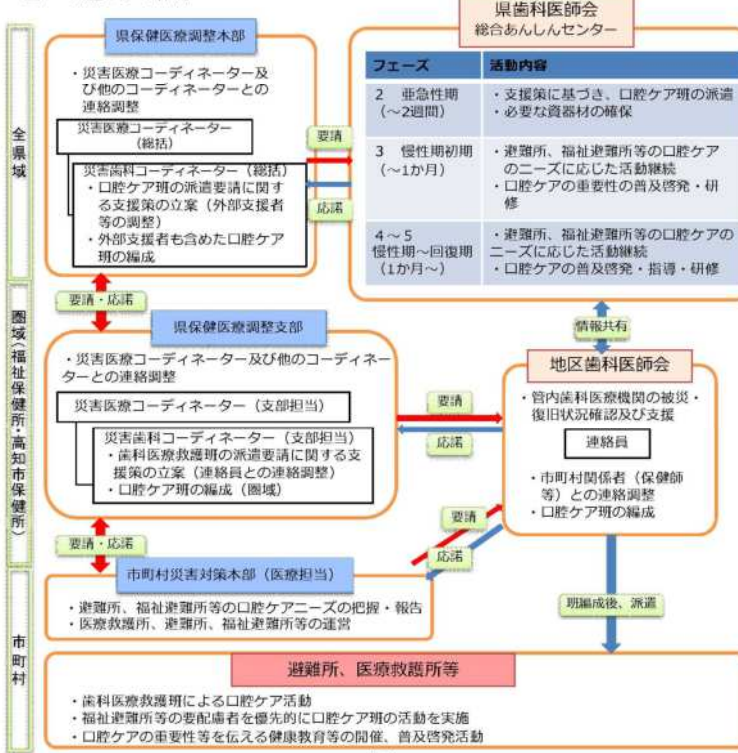 全県域
県保健医療調整本部
・災害医療コーディネーター及
び他のコーディネーターとの
連絡調整
災害医療コーディネーター
（総括）
災害歯科コーディネーター（総括）
・口腔ケア班の派遣要請に関す
る支援策の立案（外部支援者
等の調整）
・外部支援者も含めた口腔ケア
班の編成
要請
応諾
県歯科医師会
総合あんしんセンター
フェーズ
活動内容
2　亜急性期
（～2週間）
・支援策に基づき、口腔ケア班の派遣
・必要な資器材の確保
3　慢性期初期
（～1か月）
・避難所、福祉避難所等の口腔ケア
のニーズに応じた活動継続
・口腔ケアの重要性の普及啓発・研
修
4～5
慢性期～回復期
（1か月～）
・避難所、福祉避難所等の口腔ケアの
ニーズに応じた活動継続
・口腔ケアの普及啓発・指導・研修
要請・応諾
情報共有
圏域（福祉保健所・高知市保健所）
県保健医療調整支部
・災害医療コーディネーター及び他のコーディネー
ターとの連絡調整
災害医療コーディネーター（支部担当）
災害歯科コーディネーター（支部担当）
・歯科医療救護班の派遣要請に関する支
援策の立案（連絡員との連絡調整）
・口腔ケア班の編成（圏域）
要請
応諾
地区歯科医師会
・管内歯科医療機関の被災・
復旧状況確認及び支援
連絡員
・市町村関係者（保健師
等）との連絡調整
・口腔ケア班の編成
要請・応諾
要請
応諾
市町村
市町村災害対策本部（医療担当）
・避難所、福祉避難所等の口腔ケアニーズの把握・報告
・医療救護所、避難所、福祉避難所等の運営
班編成後、派遣
避難所、医療救護所等
・歯科医療救護班による口腔ケア活動
・福祉避難所等の要配慮者を優先的に口腔ケア班の活動を実施
・口腔ケアの重要性等を伝える健康教育等の開催、普及啓発活動